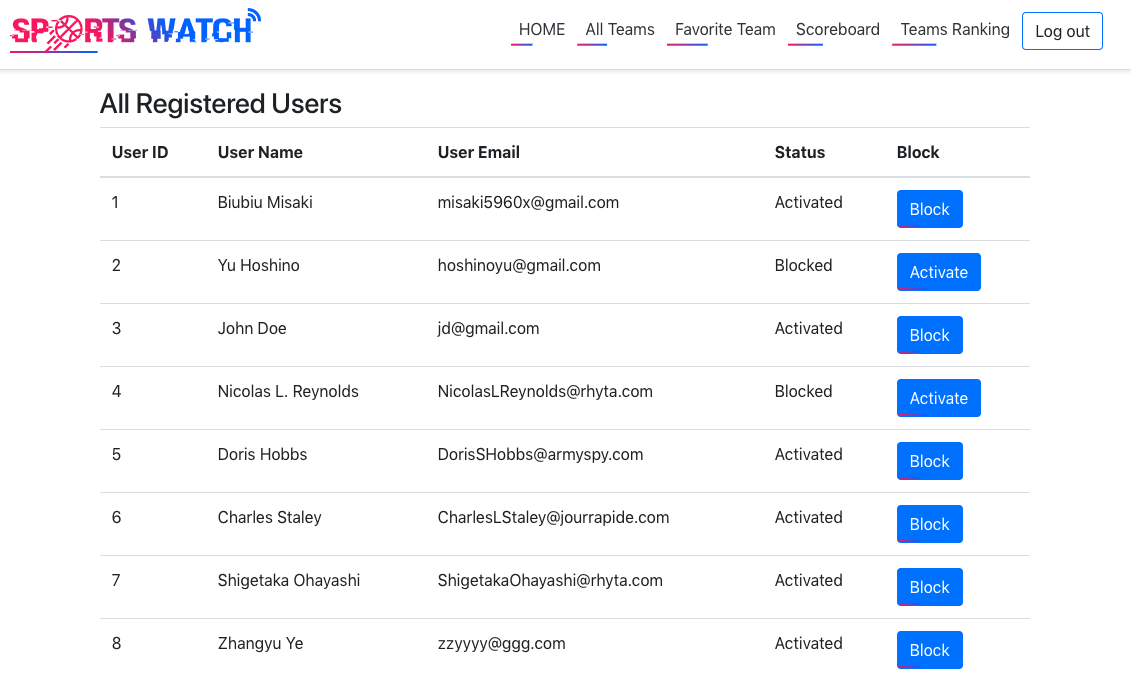 SPORTS WATCH HOME All Teams Favorite Team Scoreboard Teams Ranking Log out
All Registered Users
User ID User Name User Email Status Block
1 Biubiu Misaki misaki5960x@gmail.com Activated Block
2 Yu Hoshino hoshinoyu@gmail.com Blocked Activate
3 John Doe jd@gmail.com Activated Block
4 Nicolas L. Reynolds NicolasLReynolds@rhyta.com Blocked Activate
5 Doris Hobbs DorisSHobbs@armyspy.com Activated Block
6 Charles Staley CharlesLStaley@jourrapide.com Activated Block
7 Shigetaka Ohayashi ShigetakaOhayashi@rhyta.com Activated Block
8 Zhangyu Ye zzyyyy@ggg.com Activated Block